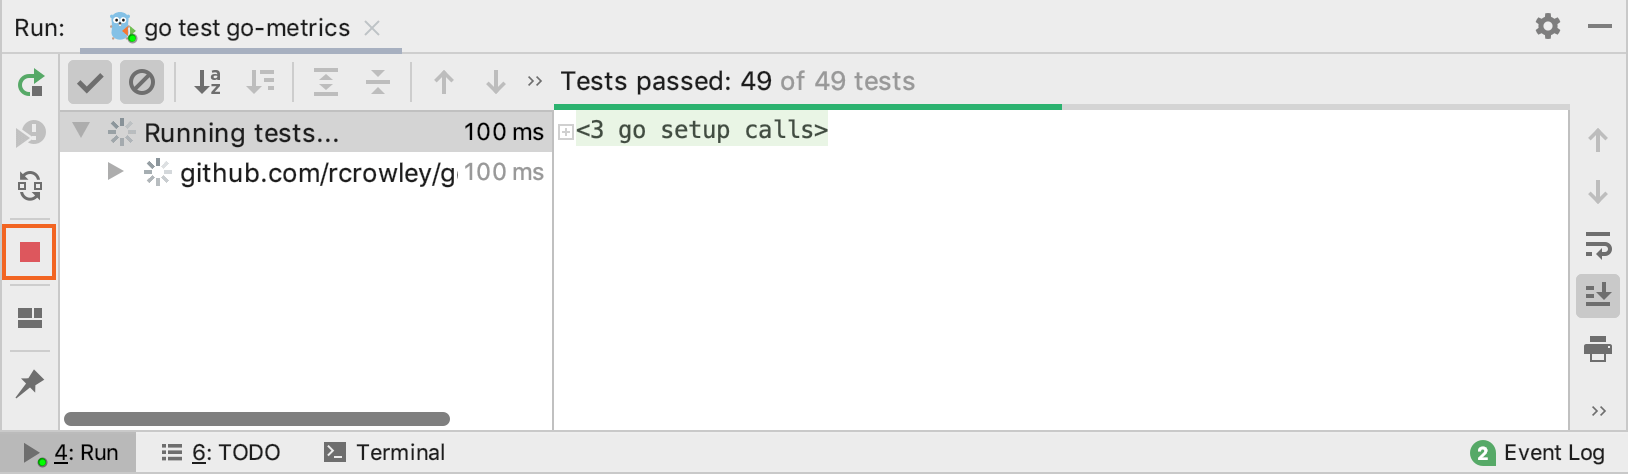 Run: go test go-metrics
Tests passed: 49 of 49 tests
Running tests... 100 ms
<3 go setup calls>
github.com/rcrowley/g 100 ms
4: Run 6: TODO Terminal 2 Event Log